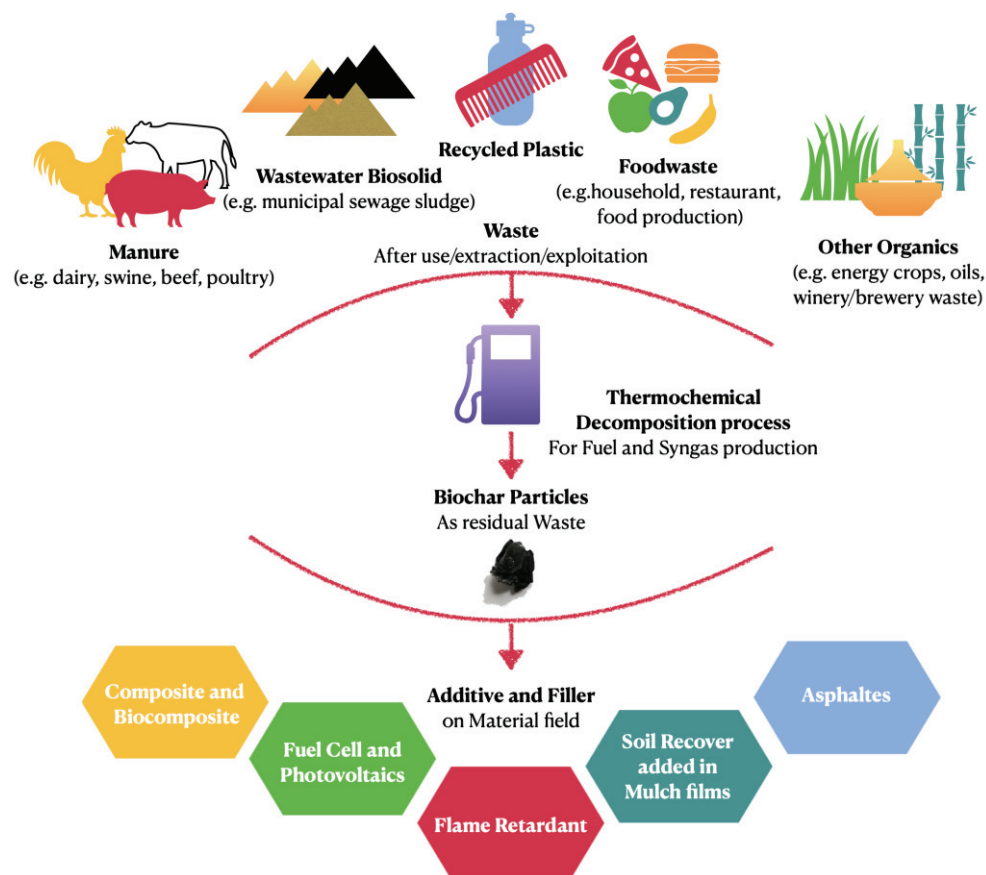 Manure
(e.g. dairy, swine, beef, poultry)
Wastewater Biosolid
(e.g. municipal sewage sludge)
Recycled Plastic
Foodwaste
(e.g.household, restaurant,
food production)
Other Organics
(e.g. energy crops, oils,
winery/brewery waste)
Waste
After use/extraction/exploitation
Thermochemical
Decomposition process
For Fuel and Syngas production
Biochar Particles
As residual Waste
Additive and Filler
on Material field
Composite and
Biocomposite
Fuel Cell and
Photovoltaics
Flame Retardant
Soil Recover
added in
Mulch films
Asphaltes